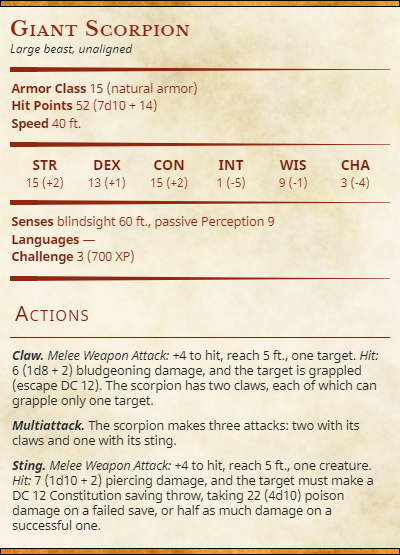 Giant Scorpion
Large beast, unaligned
Armor Class 15 (natural armor)
Hit Points 52 (7d10 + 14)
Speed 40 ft.
STR DEX CON INT WIS CHA
15 (+2) 13 (+1) 15 (+2) 1 (-5) 9 (-1) 3 (-4)
Senses blindsight 60 ft., passive Perception 9
Languages —
Challenge 3 (700 XP)
Actions
Claw. Melee Weapon Attack: +4 to hit, reach 5 ft., one target. Hit:
6 (1d8 + 2) bludgeoning damage, and the target is grappled
(escape DC 12). The scorpion has two claws, each of which can
grapple only one target.
Multiattack. The scorpion makes three attacks: two with its
claws and one with its sting.
Sting. Melee Weapon Attack: +4 to hit, reach 5 ft., one creature.
Hit: 7 (1d10 + 2) piercing damage, and the target must make a
DC 12 Constitution saving throw, taking 22 (4d10) poison
damage on a failed save, or half as much damage on a
successful one.